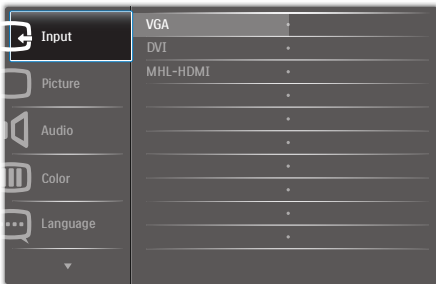 Input
Picture
Audio
Color
Language
VGA
DVI
MHL-HDMI